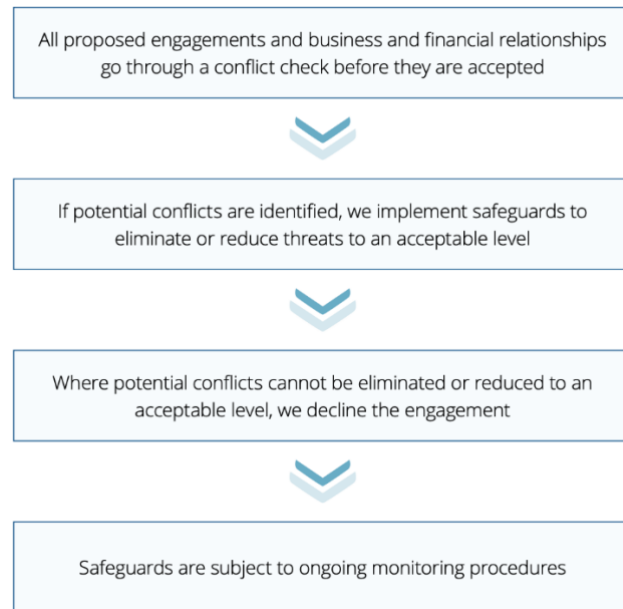 All proposed engagements and business and financial relationships
go through a conflict check before they are accepted
If potential conflicts are identified, we implement safeguards to
eliminate or reduce threats to an acceptable level
Where potential conflicts cannot be eliminated or reduced to an
acceptable level, we decline the engagement
Safeguards are subject to ongoing monitoring procedures